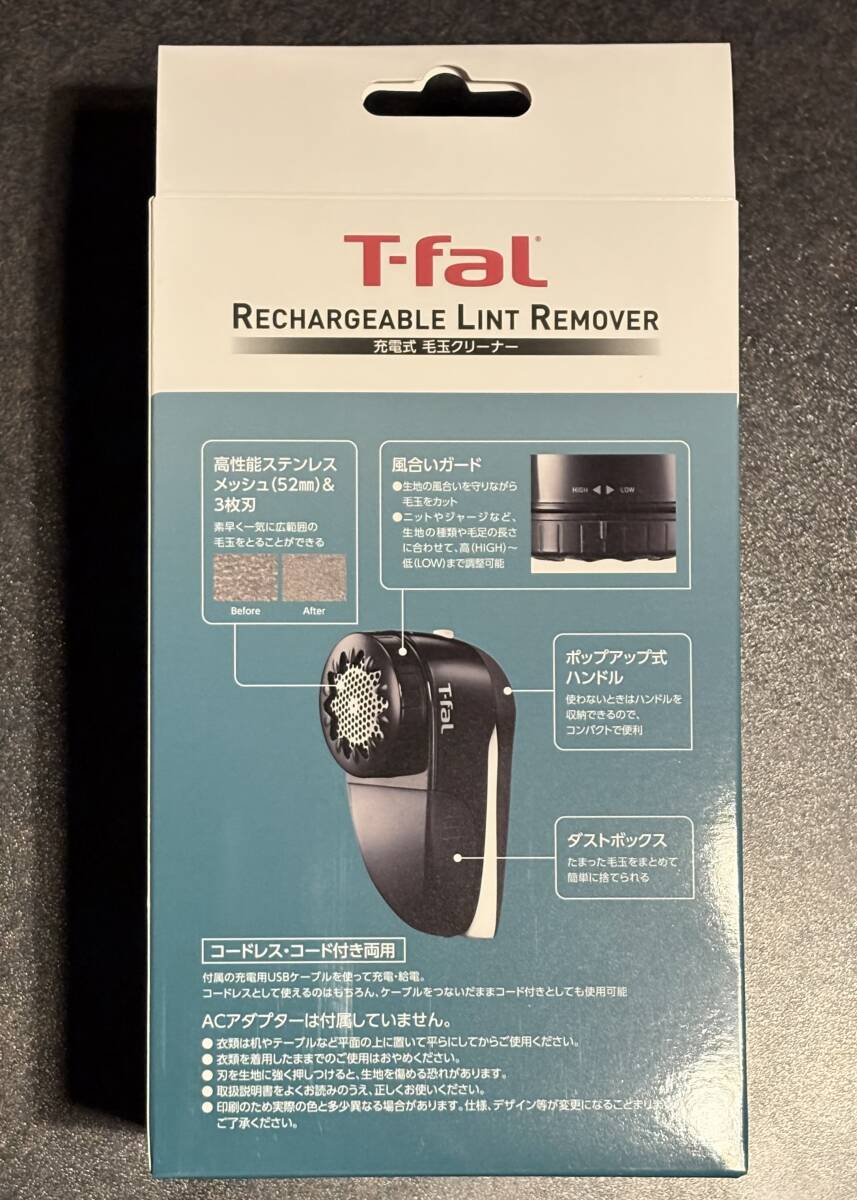 T-fal
RECHARGEABLE LINT REMOVER
充電式 毛玉クリーナー
高性能ステンレス
メッシュ(52㎜)&
3枚刃
素早く一気に広範囲の
毛玉をとることができる
Before After
風合いガード
●生地の風合いを守りながら
毛玉をカット
●ニットやジャージなど、
生地の種類や毛足の長さ
に合わせて、高(HIGH)～
低(LOW)まで調整可能
HIGH ◀ ▶ LOW
T-fal
ポップアップ式
ハンドル
使わないときはハンドルを
収納できるので、
コンパクトで便利
ダストボックス
たまった毛玉をまとめて
簡単に捨てられる
コードレス・コード付き両用
付属の充電用USBケーブルを使って充電・給電。
コードレスとして使えるのはもちろん、ケーブルをつないだままコード付きとしても使用可能
ACアダプターは付属していません。
●衣類は机やテーブルなど平面の上に置いて平らにしてからご使用ください。
●衣類を着用したままでのご使用はおやめください。
●刃を生地に強く押しつけると、生地を傷める恐れがあります。
●取扱説明書をよくお読みのうえ、正しくお使いください。
●印刷のため実際の色と多少異なる場合があります。仕様、デザイン等が変更になることがあります
ご了承ください。